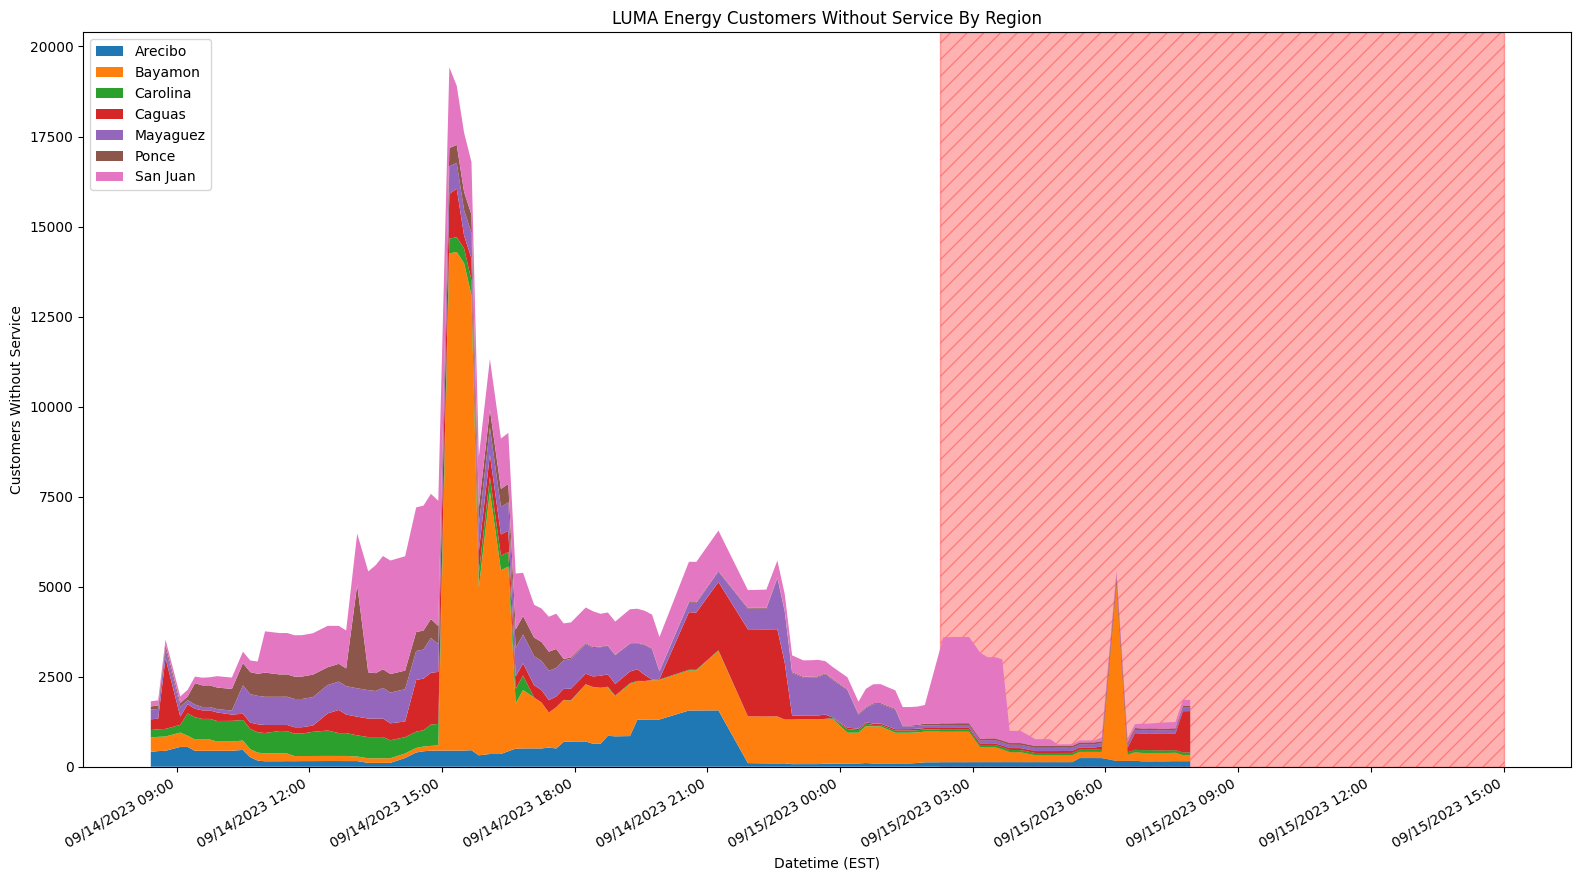 LUMA Energy Customers Without Service By Region
20000
17500
15000
12500
10000
7500
5000
2500
0
Customers Without Service
Arecibo
Bayamon
Carolina
Caguas
Mayaguez
Ponce
San Juan
09/14/2023 09:00
09/14/2023 12:00
09/14/2023 15:00
09/14/2023 18:00
09/14/2023 21:00
09/15/2023 00:00
09/15/2023 03:00
09/15/2023 06:00
09/15/2023 09:00
09/15/2023 12:00
09/15/2023 15:00
Datetime (EST)